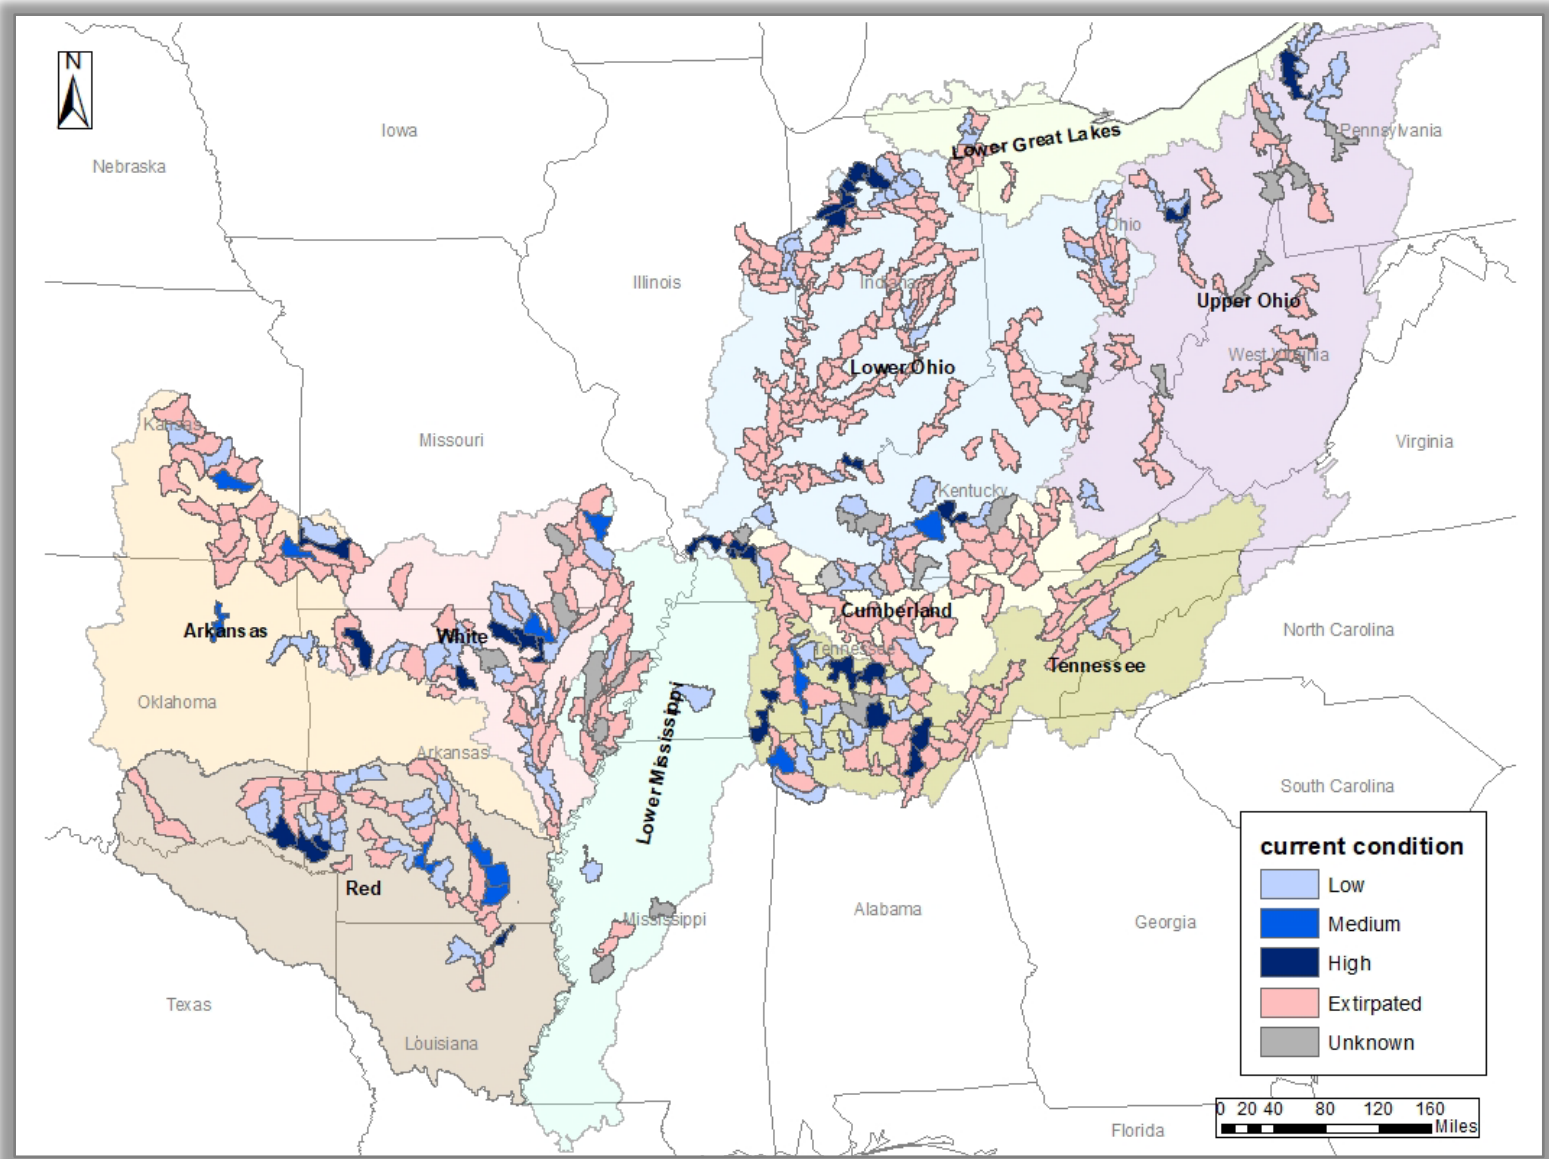 N
Iowa
Nebraska
Pennsylvania
Lower Great Lakes
Ohio
Illinois
Indiana
Upper Ohio
West Virginia
Lower Ohio
Kansas
Missouri
Virginia
Kentucky
Arkansas
White
Cumberland
Tennessee
North Carolina
Tennessee
Oklahoma
Lower Mississippi
Arkansas
South Carolina
Red
Mississippi
Alabama
Georgia
Texas
Louisiana
Florida
current condition
Low
Medium
High
Extirpated
Unknown
0 20 40 80 120 160
Miles